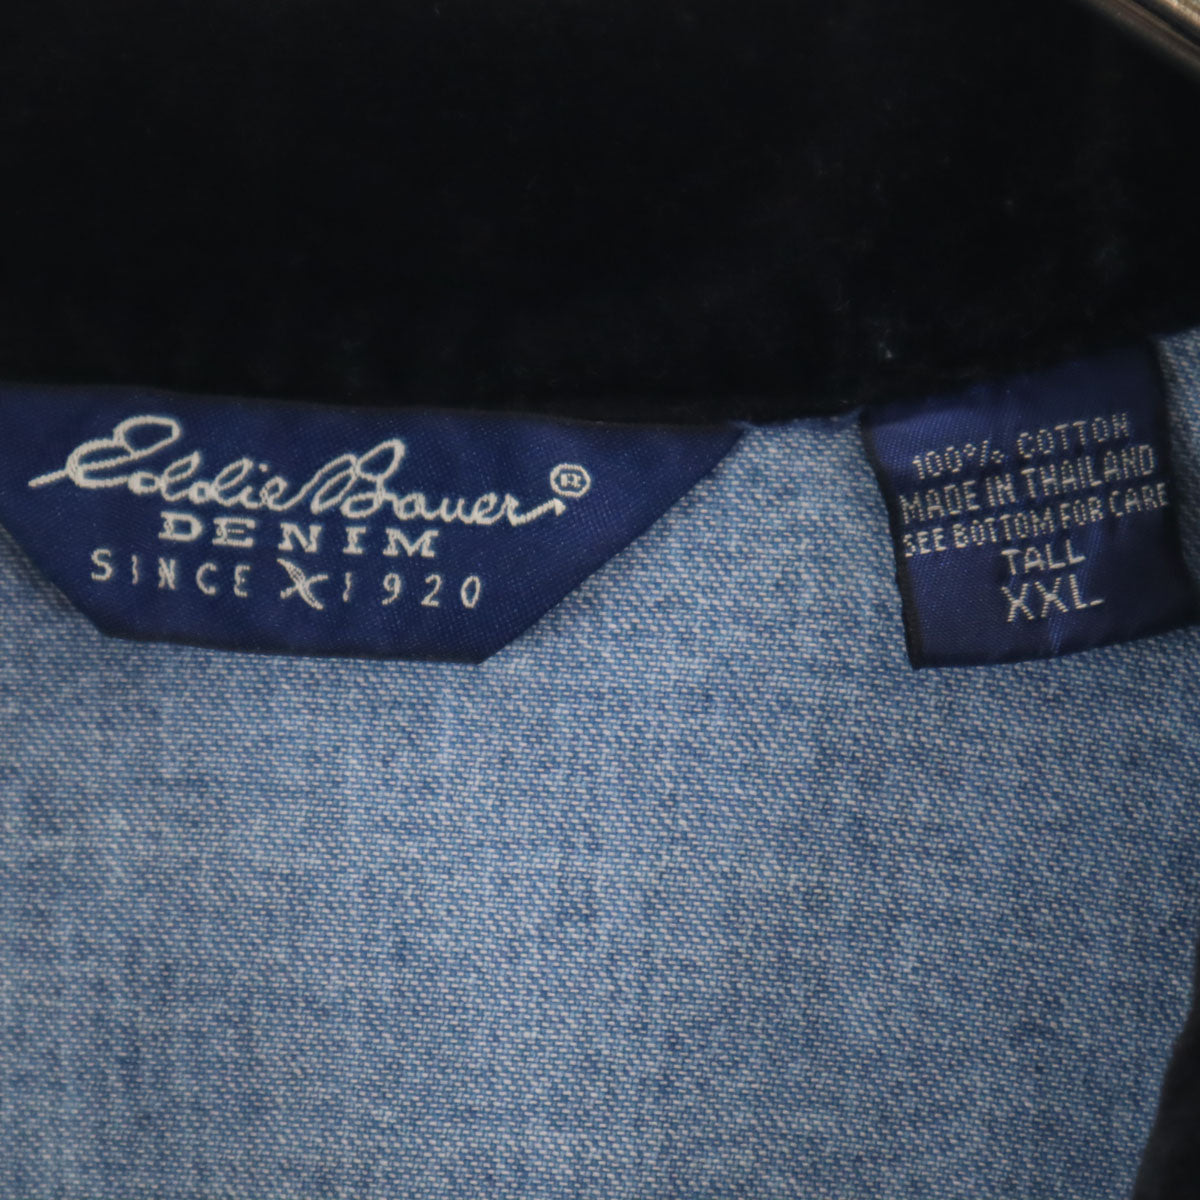 Eddie Bauer®
DENIM
SINCE X 1920
100% COTTON
MADE IN THAILAND
SEE BOTTOM FOR CARE
TALL
XXL